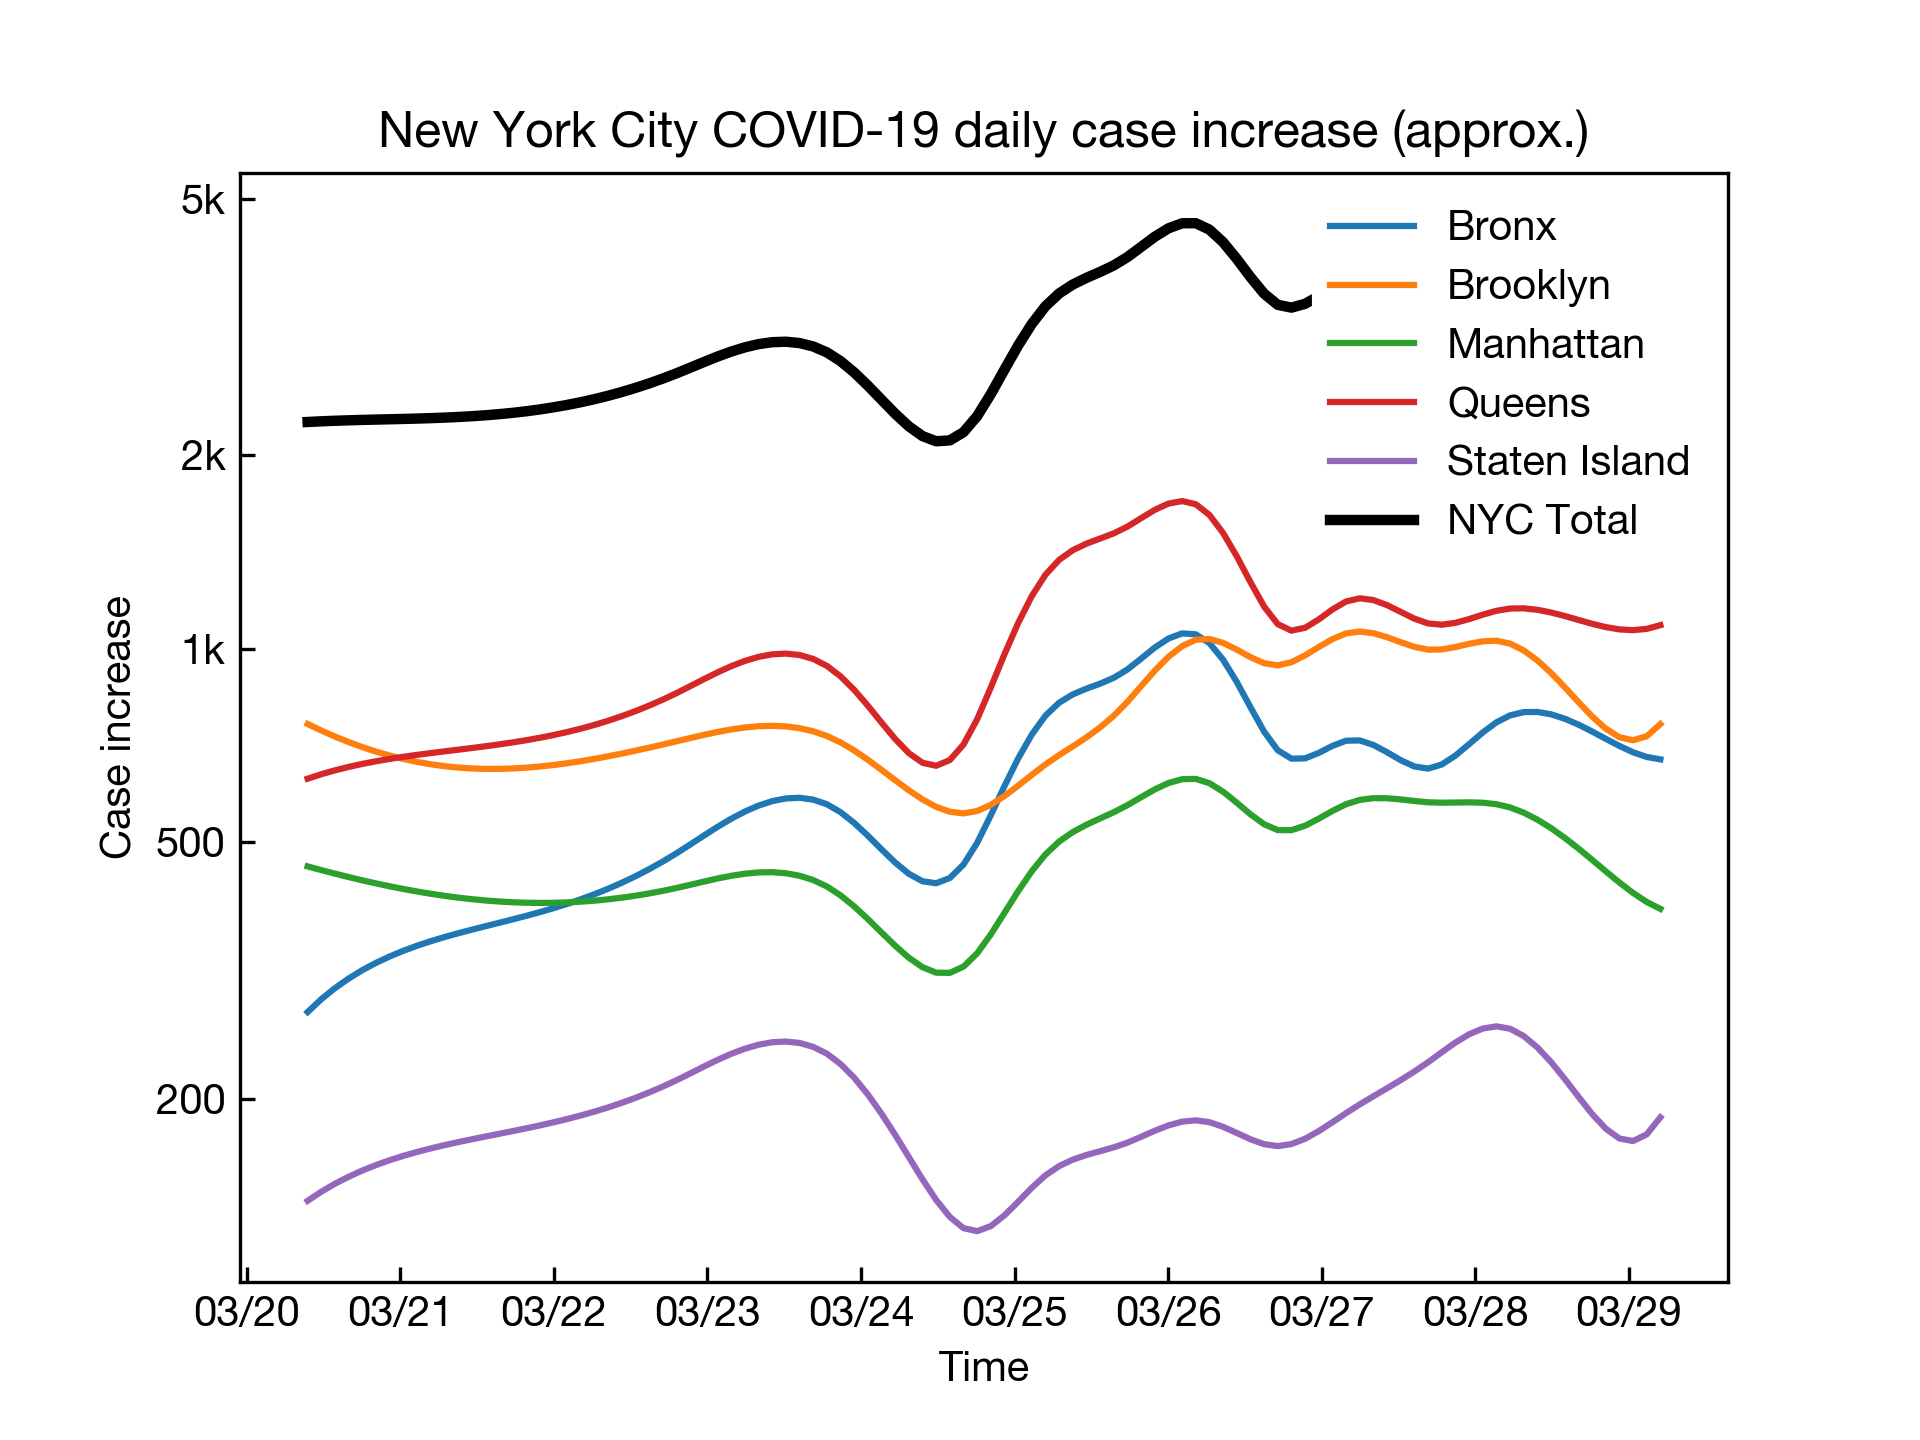 New York City COVID-19 daily case increase (approx.)
5k
2k
1k
500
200
Case increase
Bronx
Brooklyn
Manhattan
Queens
Staten Island
NYC Total
03/20 03/21 03/22 03/23 03/24 03/25 03/26 03/27 03/28 03/29
Time